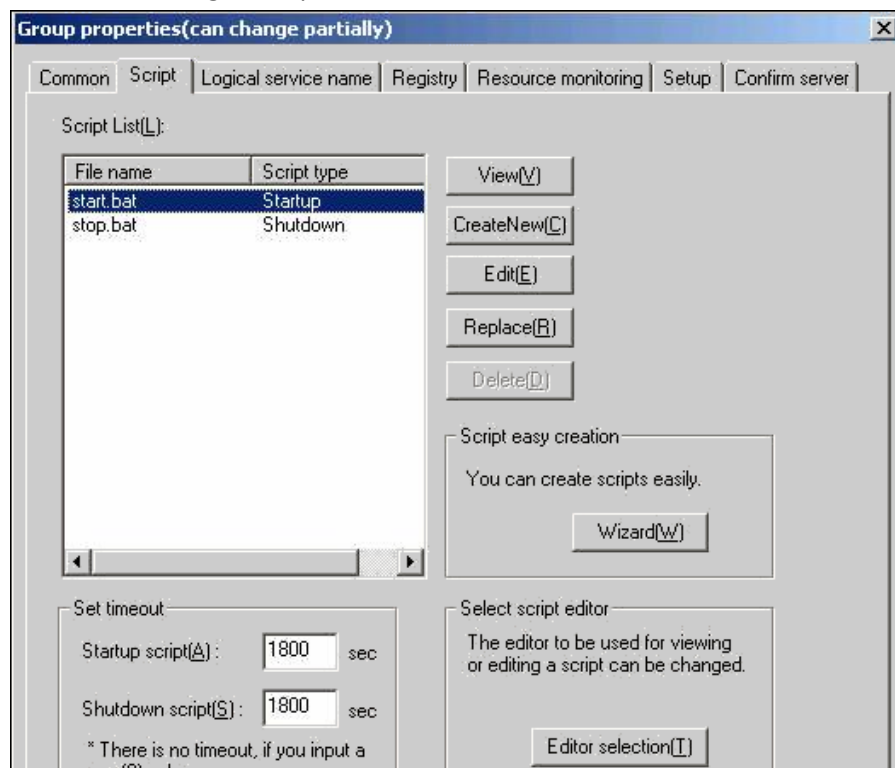 Group properties(can change partially)
Common Script Logical service name Registry Resource monitoring Setup Confirm server
Script List(L):
File name Script type
start.bat Startup
stop.bat Shutdown
View(V)
CreateNew(C)
Edit(E)
Replace(R)
Delete(D)
Script easy creation
You can create scripts easily.
Wizard(W)
Set timeout
Startup script(A) : 1800 sec
Shutdown script(S) : 1800 sec
* There is no timeout, if you input a
Select script editor
The editor to be used for viewing
or editing a script can be changed.
Editor selection(T)